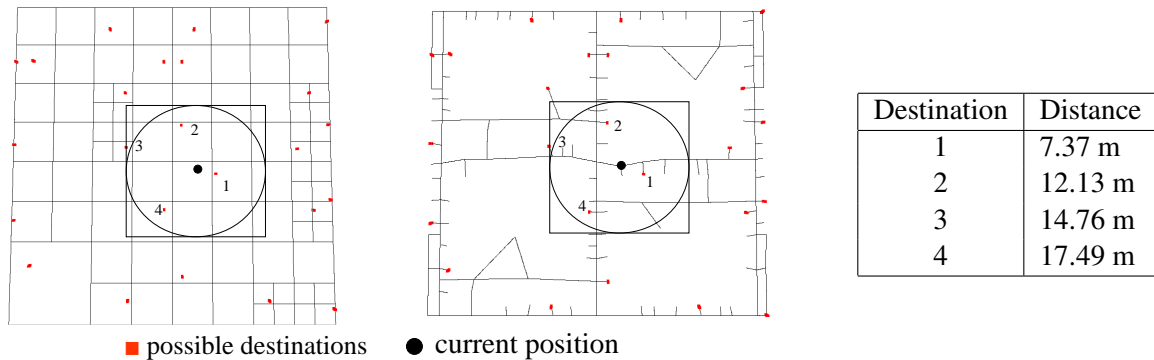 2
3
1
4
2
3
1
4
Destination Distance
1 7.37 m
2 12.13 m
3 14.76 m
4 17.49 m
possible destinations current position